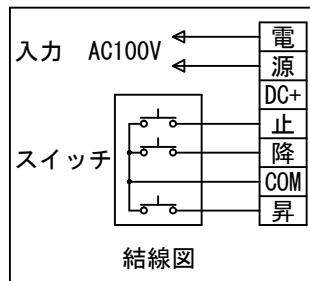 入力 AC100V
電
源
DC+
止
スイッチ
降
COM
昇
結線図